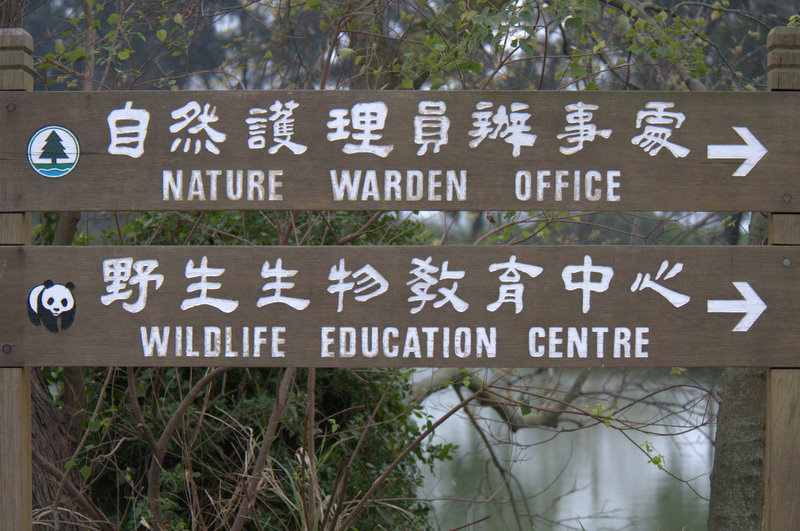 自然護理員辦事處
NATURE WARDEN OFFICE
野生生物教育中心
WILDLIFE EDUCATION CENTRE